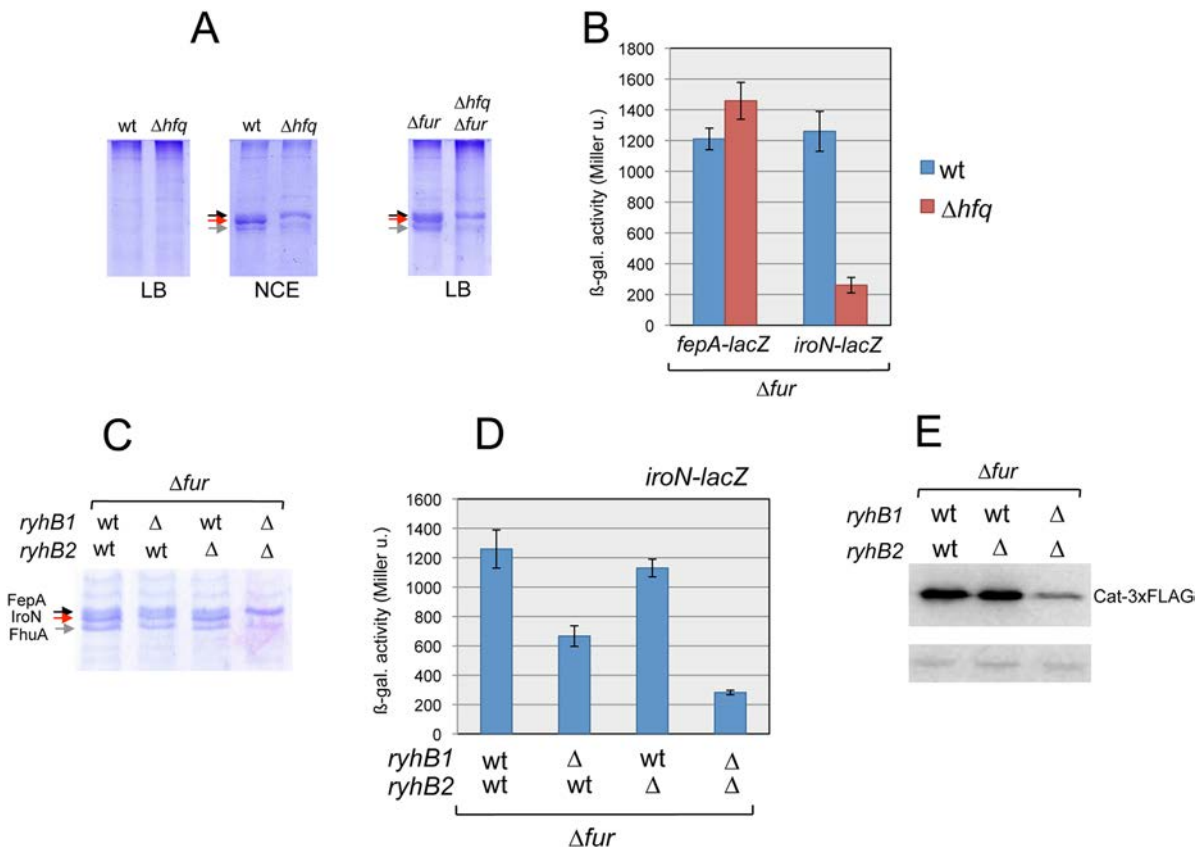 A
wt Δhfq
wt Δhfq
Δfur Δhfq Δfur
LB
NCE
LB
B
ß-gal. activity (Miller u.)
1800
1600
1400
1200
1000
800
600
400
200
0
fepA-lacZ iroN-lacZ
Δfur
wt
Δhfq
C
Δfur
ryhB1 wt Δ wt Δ
ryhB2 wt wt Δ Δ
FepA
IroN
FhuA
D
iroN-lacZ
ß-gal. activity (Miller u.)
1600
1400
1200
1000
800
600
400
200
0
ryhB1 wt Δ wt Δ
ryhB2 wt wt Δ Δ
Δfur
E
Δfur
ryhB1 wt wt Δ
ryhB2 wt Δ Δ
Cat-3xFLAG